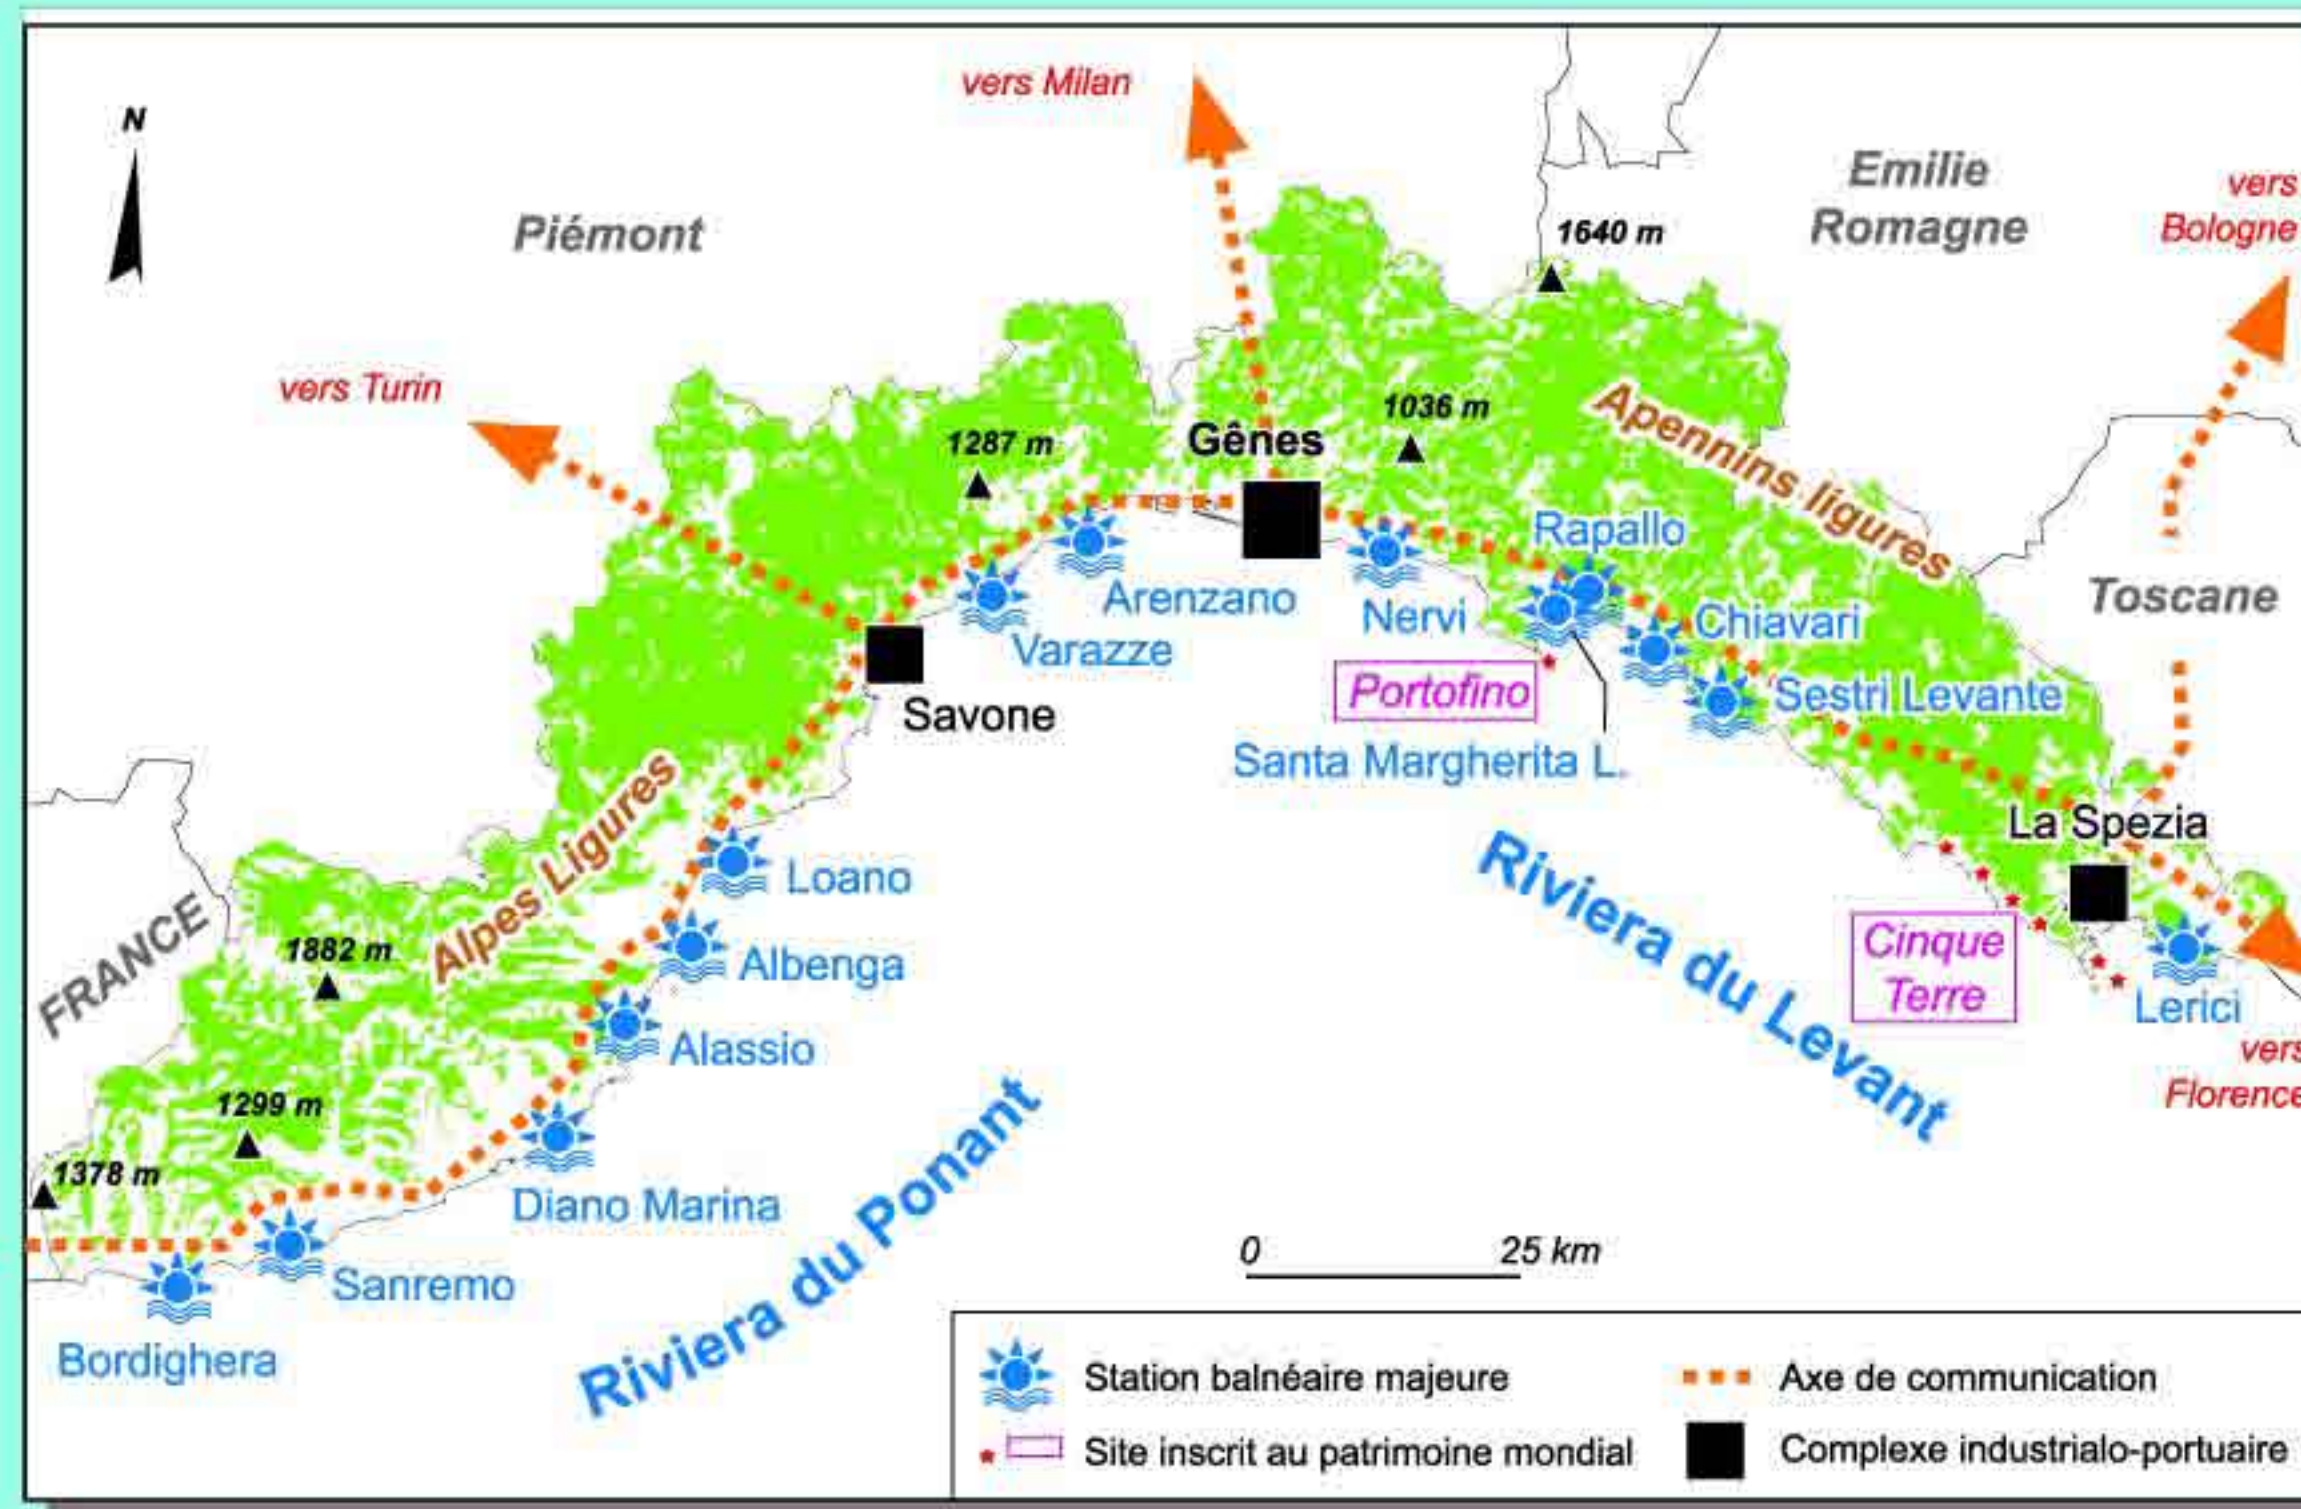 N
vers Milan
Piémont
Emilie
Romagne
vers
Bologne
1640 m
vers Turin
1287 m
Gênes
1036 m
Apennins ligures
Rapallo
Arenzano
Nervi
Chiavari
Toscane
Varazze
Portofino
Sestri Levante
Savone
Santa Margherita L.
La Spezia
Alpes Ligures
Loano
Riviera du Levant
FRANCE
1882 m
Albenga
Cinque
Terre
Lerici
Alassio
vers
Florence
1299 m
1378 m
Diano Marina
Riviera du Ponant
Sanremo
0
25 km
Bordighera
Station balnéaire majeure
Axe de communication
Site inscrit au patrimoine mondial
Complexe industrialo-portuaire